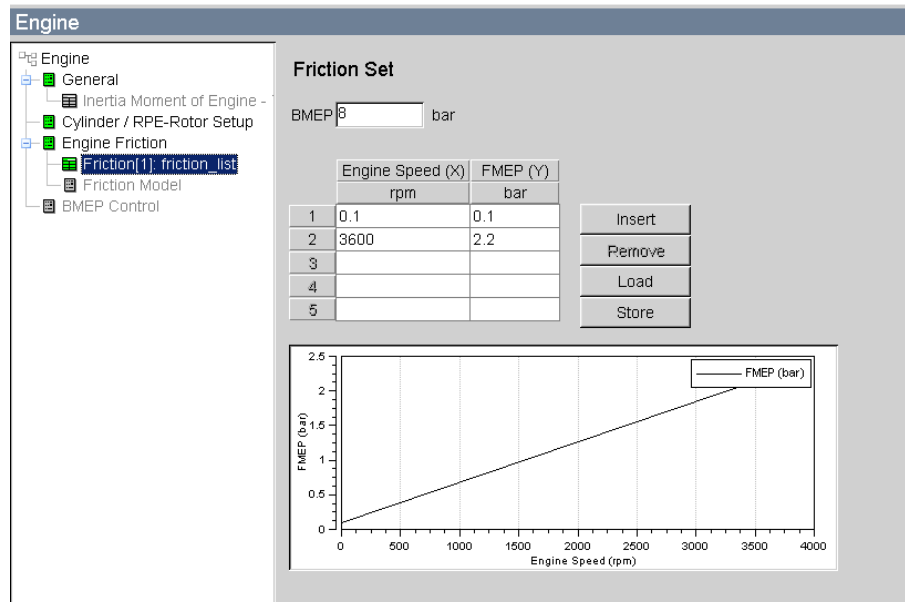 Engine
Engine
General
Inertia Moment of Engine -
Cylinder / RPE-Rotor Setup
Engine Friction
Friction[1]: friction_list
Friction Model
BMEP Control
Friction Set
BMEP 8 bar
Engine Speed (X) FMEP (Y)
rpm bar
1 0.1 0.1
2 3600 2.2
3
4
5
Insert
Remove
Load
Store
2.5
2
1.5
1
0.5
0
FMEP (bar)
FMEP (bar)
0 500 1000 1500 2000 2500 3000 3500 4000
Engine Speed (rpm)